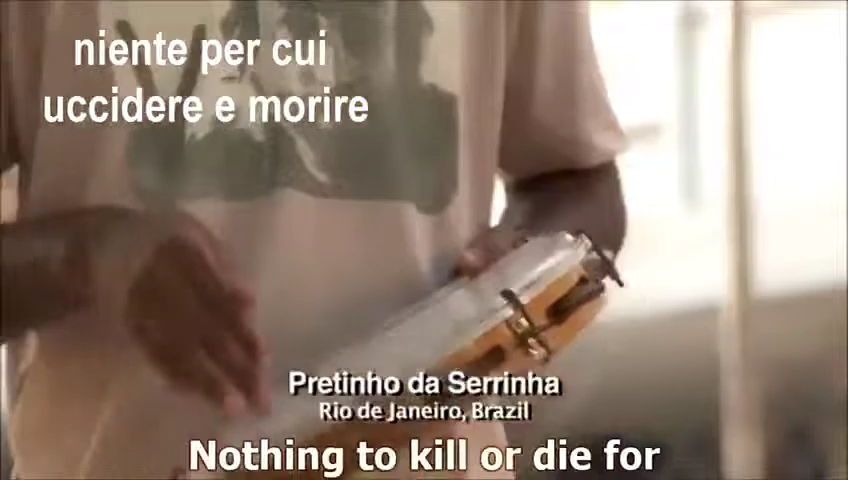 niente per cui
uccidere e morire
Pretinho da Serrinha
Rio de Janeiro, Brazil
Nothing to kill or die for